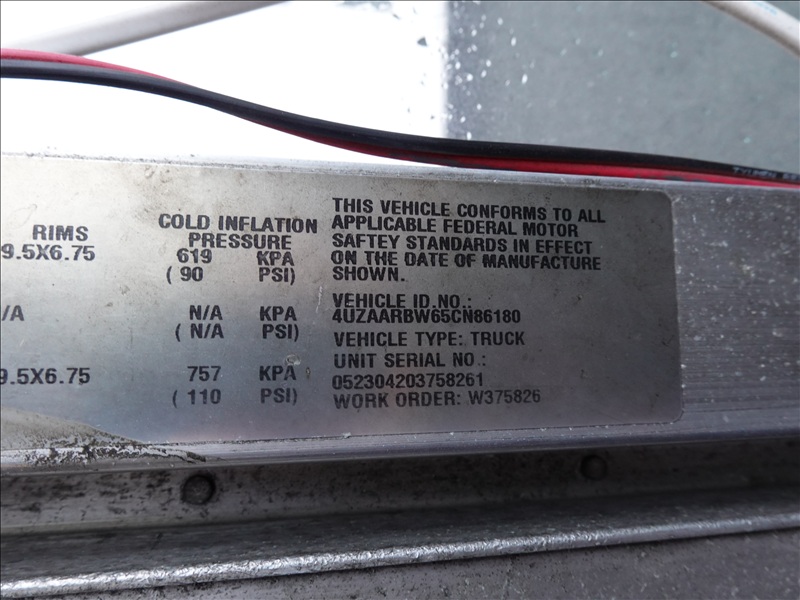 RIMS
9.5X6.75
/A
9.5X6.75
COLD INFLATION
PRESSURE
619 KPA
( 90 PSI)
N/A KPA
( N/A PSI)
757 KPA
( 110 PSI)
THIS VEHICLE CONFORMS TO ALL
APPLICABLE FEDERAL MOTOR
SAFTEY STANDARDS IN EFFECT
ON THE DATE OF MANUFACTURE
SHOWN.
VEHICLE ID.NO.:
4UZAARBW65CN86180
VEHICLE TYPE: TRUCK
UNIT SERIAL NO.:
052304203758261
WORK ORDER: W375826